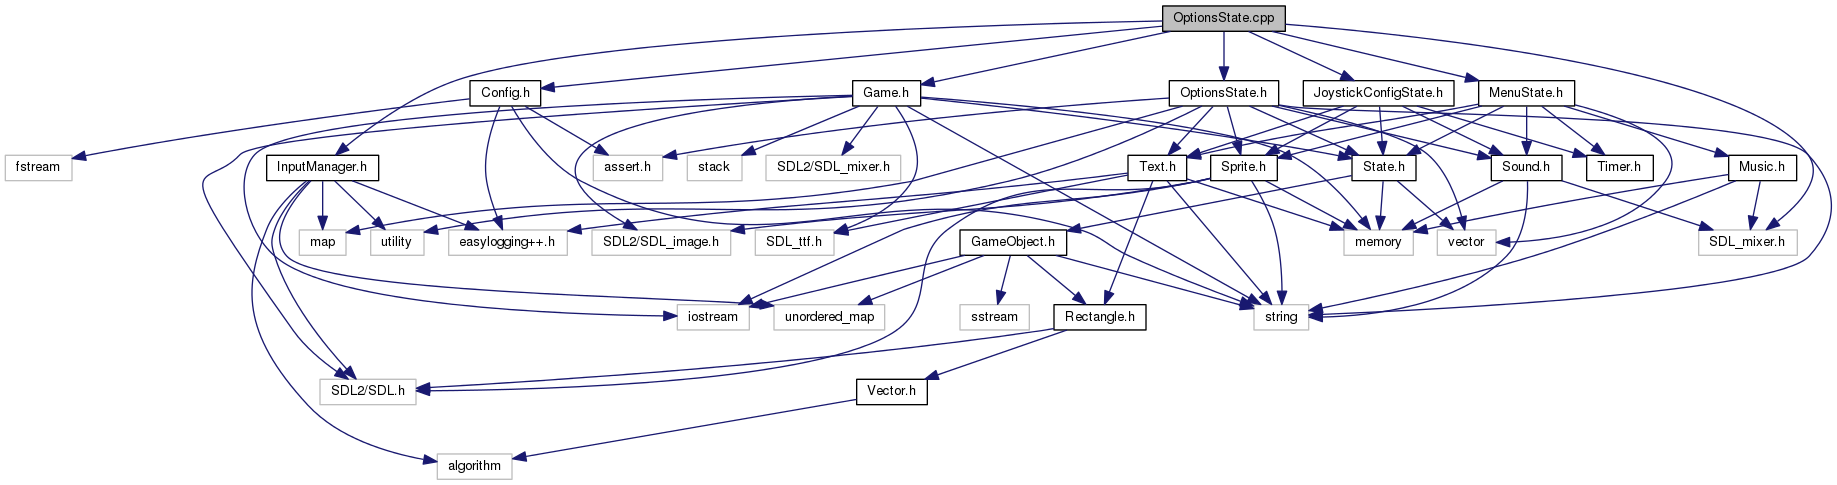 OptionsState.cpp
Config.h
Game.h
OptionsState.h
JoystickConfigState.h
MenuState.h
fstream
InputManager.h
assert.h
stack
SDL2/SDL_mixer.h
Text.h
Sprite.h
State.h
Sound.h
Timer.h
Music.h
map
utility
easylogging++.h
SDL2/SDL_image.h
SDL_ttf.h
GameObject.h
memory
vector
SDL_mixer.h
iostream
unordered_map
sstream
Rectangle.h
string
SDL2/SDL.h
Vector.h
algorithm